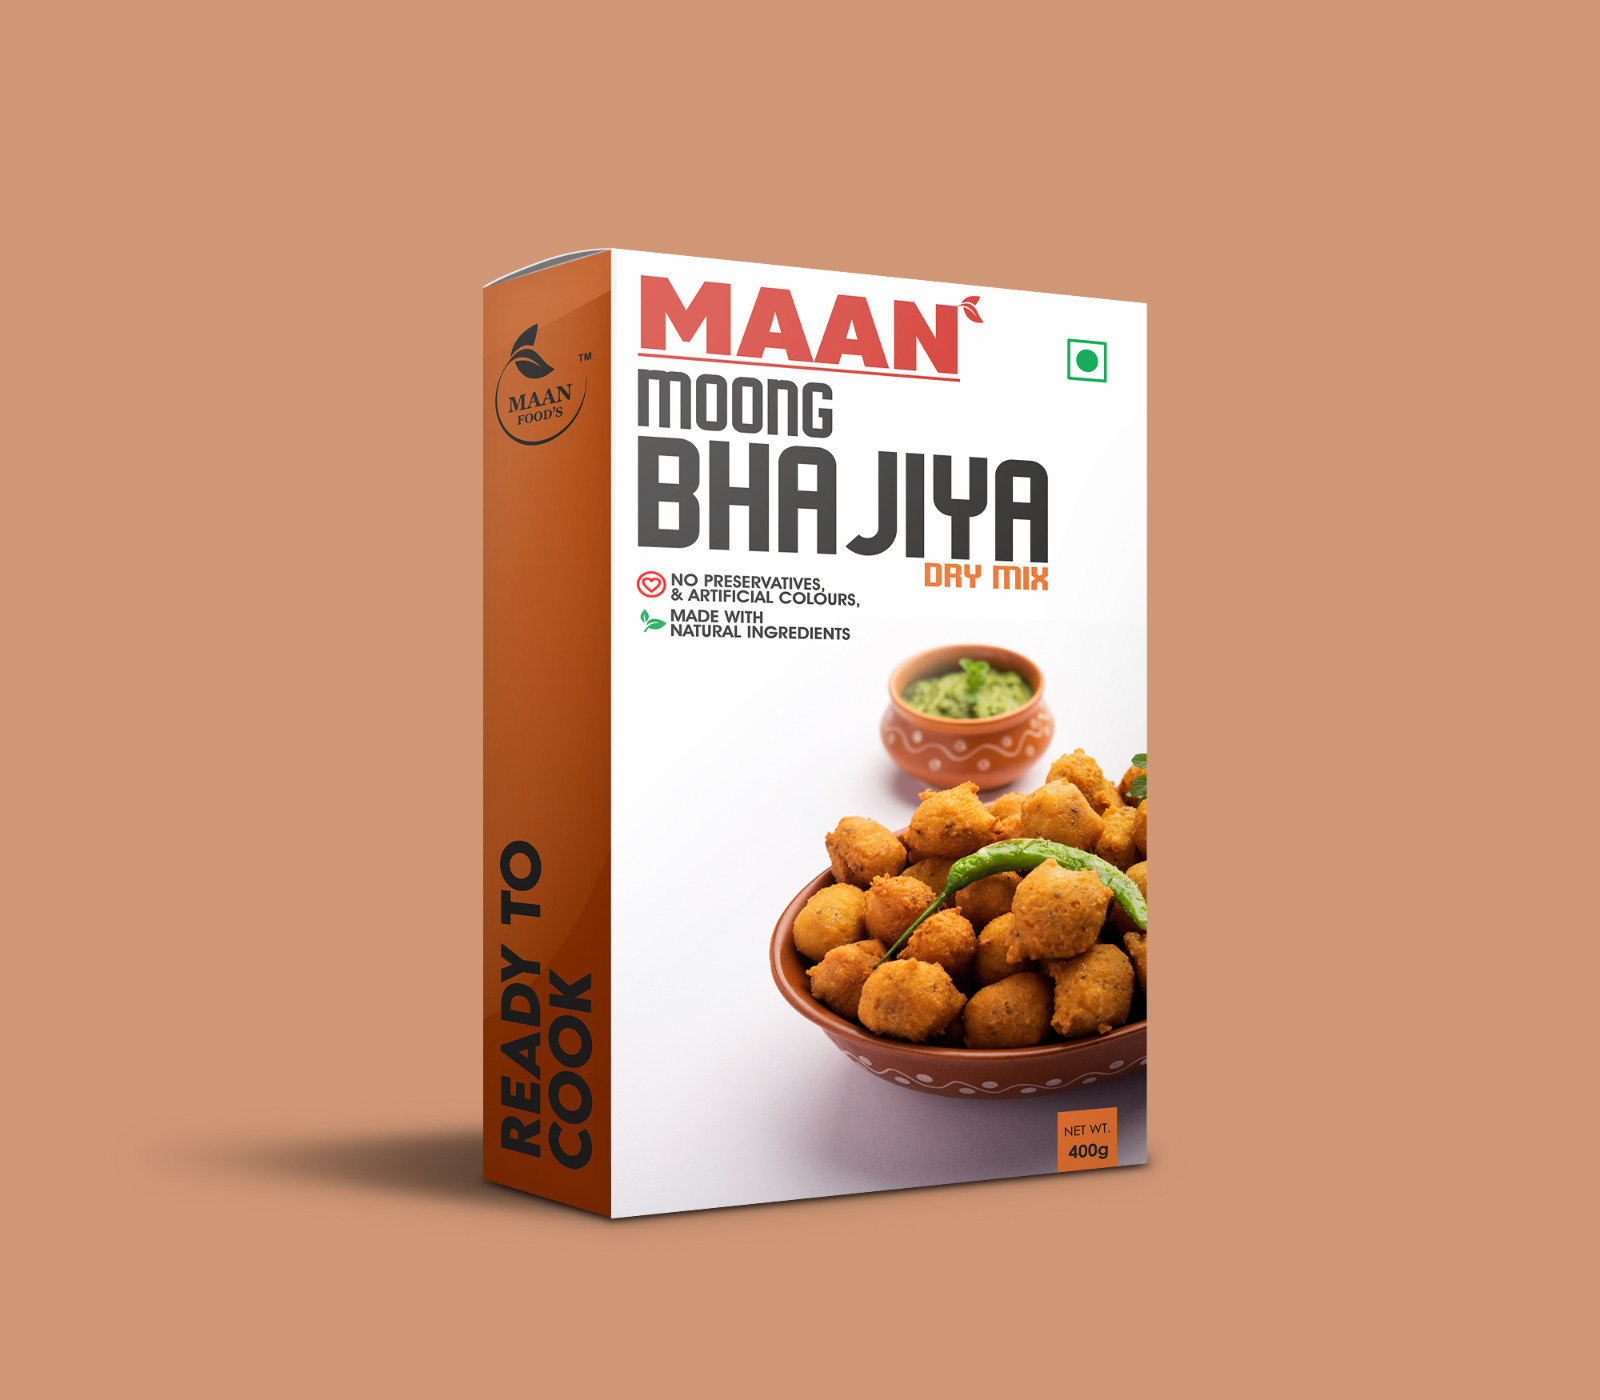 MAAN
MOONG
BHAJIYA
DRY MIX
NO PRESERVATIVES,
& ARTIFICIAL COLOURS,
MADE WITH
NATURAL INGREDIENTS
NET WT.
400g
TM
MAAN
FOOD'S
READY TO
COOK